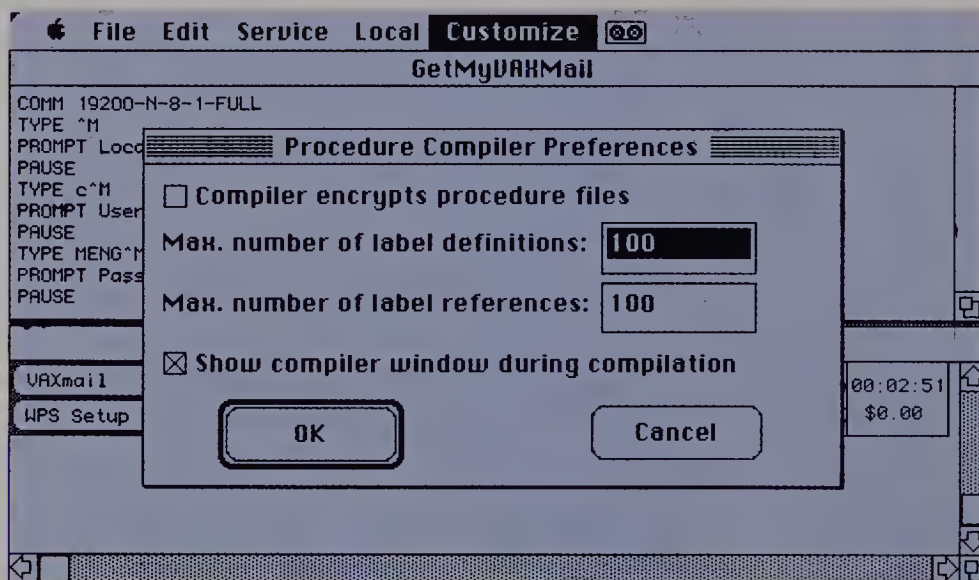 File Edit Service Local Customize
GetMyVAXMail
COMM 19200-N-8-1-FULL
TYPE ^M
PROMPT Loca
PAUSE
TYPE c^M
PROMPT User
PAUSE
TYPE MENG^M
PROMPT Pass
PAUSE
Procedure Compiler Preferences
Compiler encrypts procedure files
Max. number of label definitions: 100
Max. number of label references: 100
Show compiler window during compilation
OK Cancel
VAXmail
WPS Setup
00:02:51
$0.00